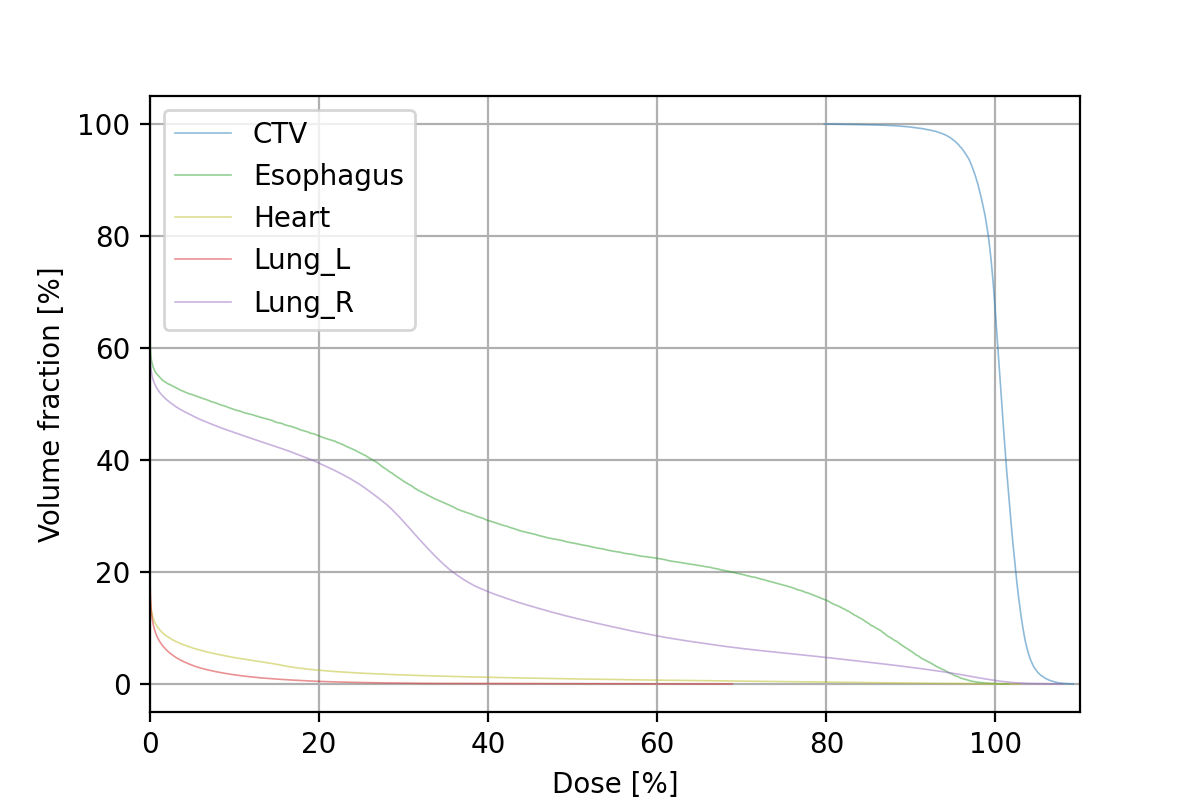 100
80
60
40
20
0
Volume fraction [%]
CTV
Esophagus
Heart
Lung_L
Lung_R
0 20 40 60 80 100
Dose [%]